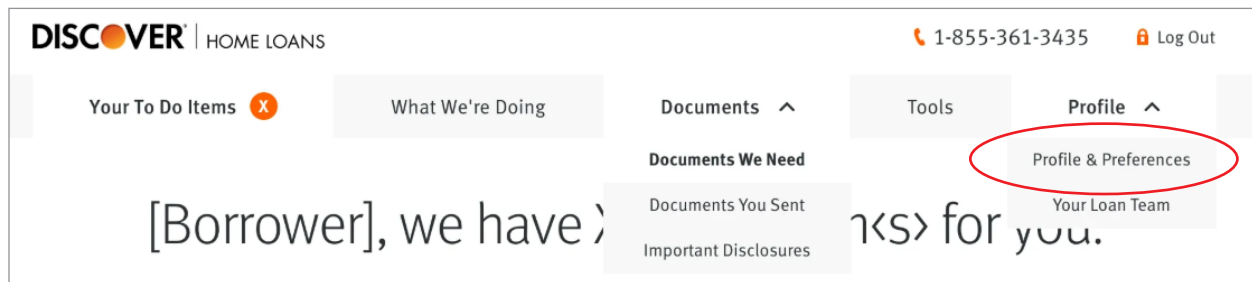 DISCOVER® | HOME LOANS
1-855-361-3435
Log Out
Your To Do Items X
What We're Doing
Documents
Tools
Profile
Documents We Need
Documents You Sent
Important Disclosures
Profile & Preferences
Your Loan Team
[Borrower], we have X n<s> for you.